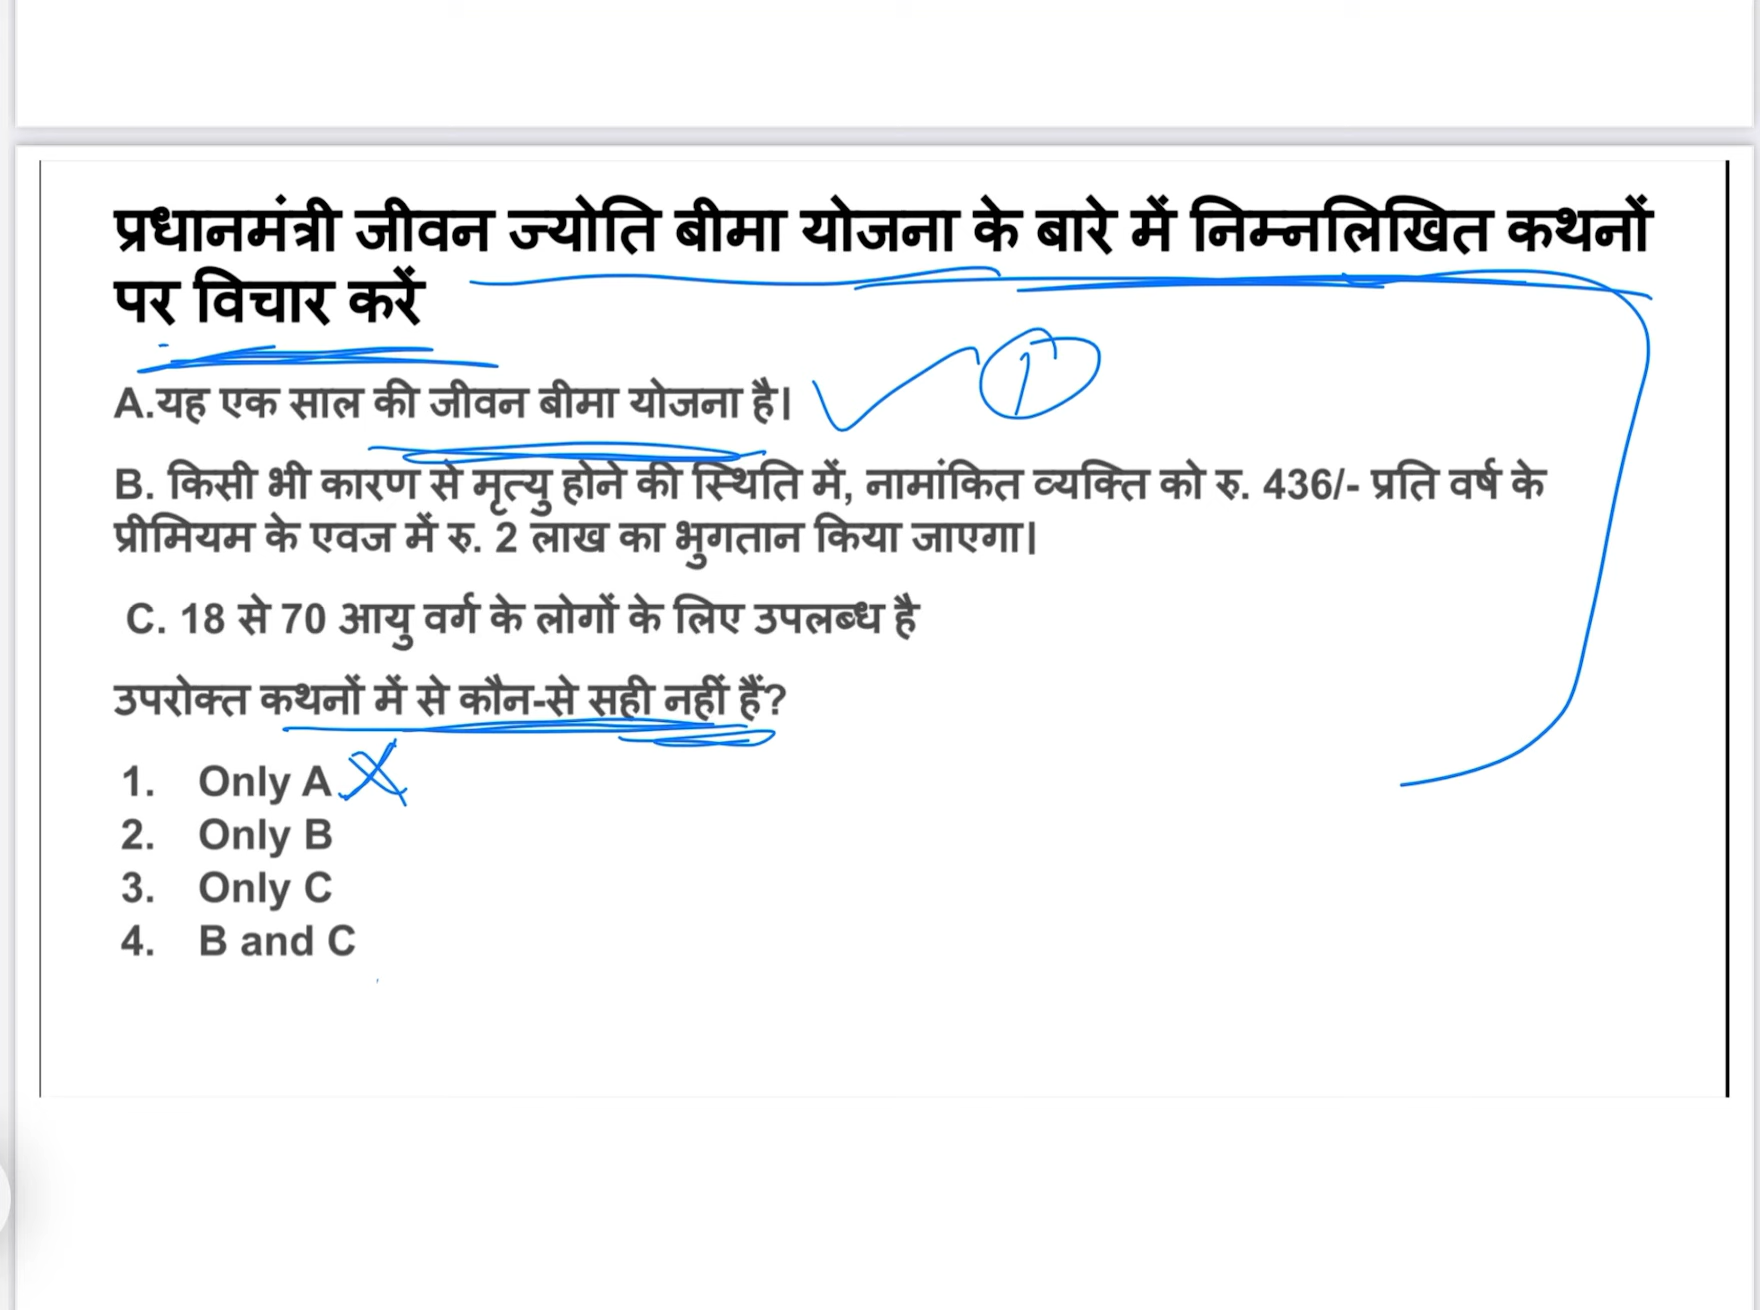 प्रधानमंत्री जीवन ज्योति बीमा योजना के बारे में निम्नलिखित कथनों
पर विचार करें
A.यह एक साल की जीवन बीमा योजना है।
B. किसी भी कारण से मृत्यु होने की स्थिति में, नामांकित व्यक्ति को रु. 436/- प्रति वर्ष के
प्रीमियम के एवज में रु. 2 लाख का भुगतान किया जाएगा।
C. 18 से 70 आयु वर्ग के लोगों के लिए उपलब्ध है
उपरोक्त कथनों में से कौन-से सही नहीं हैं?
1. Only A
2. Only B
3. Only C
4. B and C